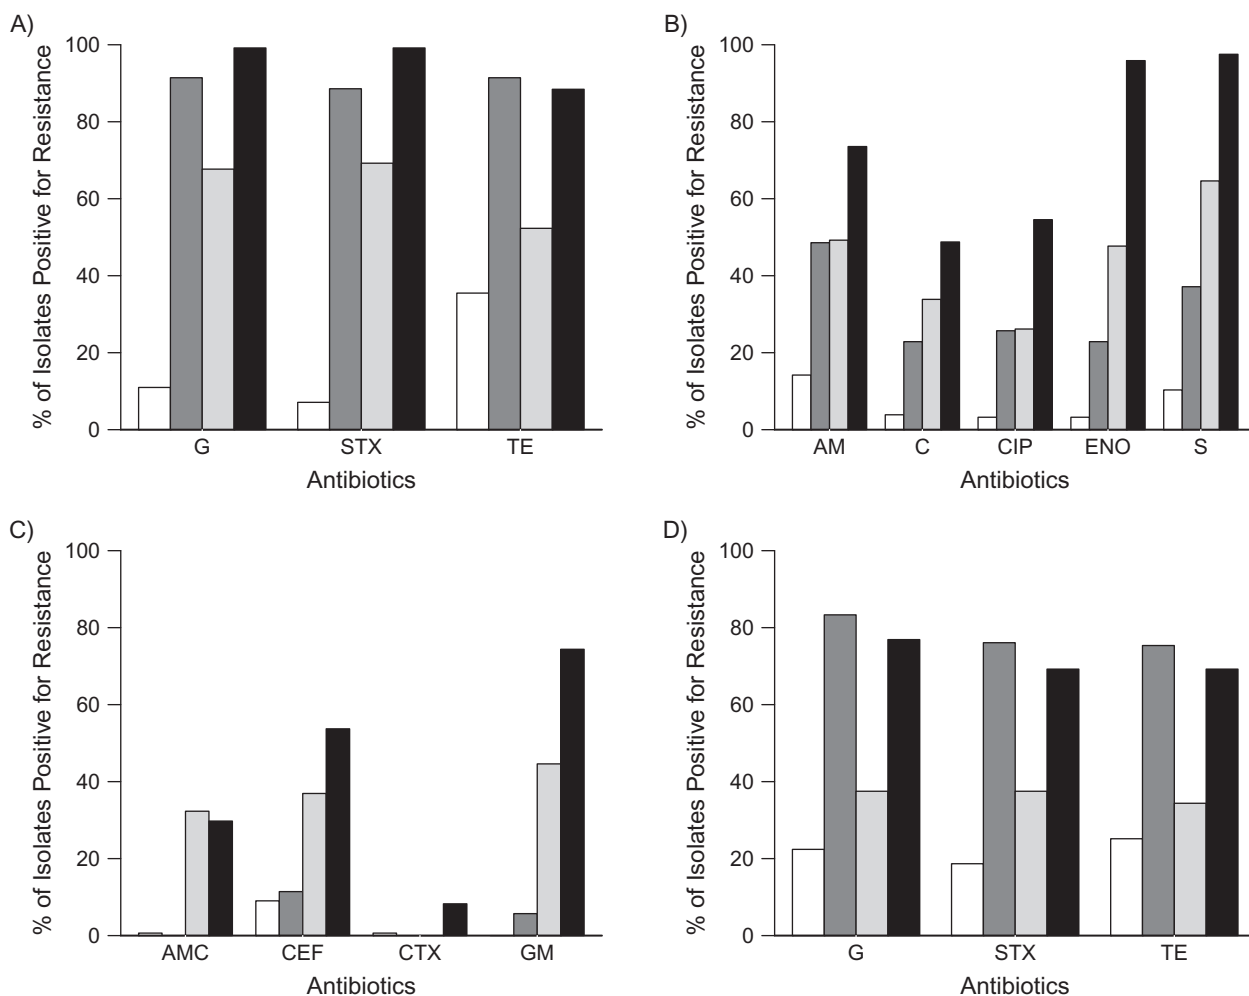 A)
% of Isolates Positive for Resistance
100
80
60
40
20
0
G STX TE
Antibiotics
B)
% of Isolates Positive for Resistance
100
80
60
40
20
0
AM C CIP ENO S
Antibiotics
C)
% of Isolates Positive for Resistance
100
80
60
40
20
0
AMC CEF CTX GM
Antibiotics
D)
% of Isolates Positive for Resistance
100
80
60
40
20
0
G STX TE
Antibiotics